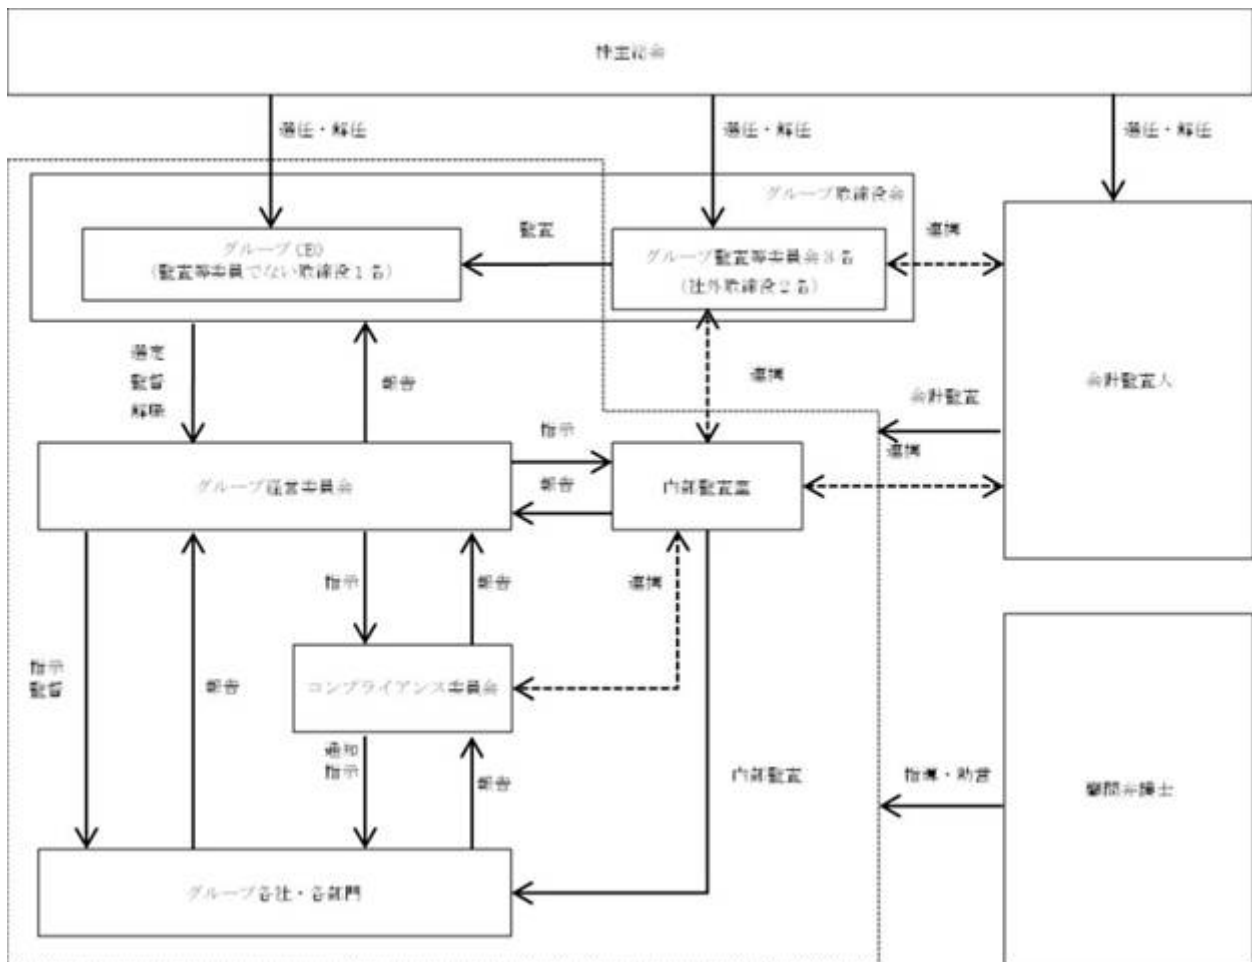 株主総会
選任・解任
選任・解任
選任・解任
グループ取締役会
グループCEO
(監査等委員でない取締役1名)
監査
グループ監査等委員会3名
(社外取締役2名)
連携
選定
監督
解職
報告
連携
会計監査
会計監査人
連携
グループ経営委員会
指示
報告
内部監査室
指示
報告
連携
指示
監督
報告
コンプライアンス委員会
通知
指示
報告
内部監査
指導・助言
顧問弁護士
グループ各社・各部門